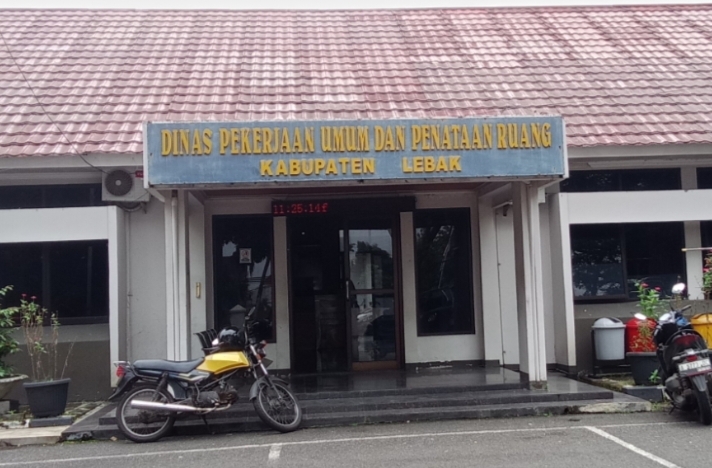 DINAS PEKERJAAN UMUM DAN PENATAAN RUANG
KABUPATEN LEBAK